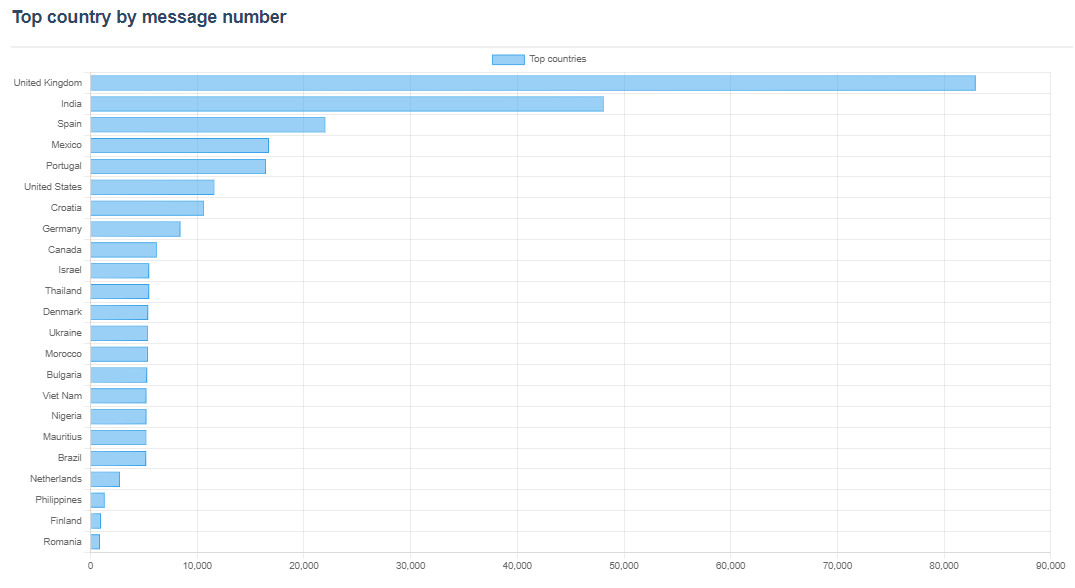 Top country by message number
Top countries
United Kingdom
India
Spain
Mexico
Portugal
United States
Croatia
Germany
Canada
Israel
Thailand
Denmark
Ukraine
Morocco
Bulgaria
Viet Nam
Nigeria
Mauritius
Brazil
Netherlands
Philippines
Finland
Romania
0 10,000 20,000 30,000 40,000 50,000 60,000 70,000 80,000 90,000